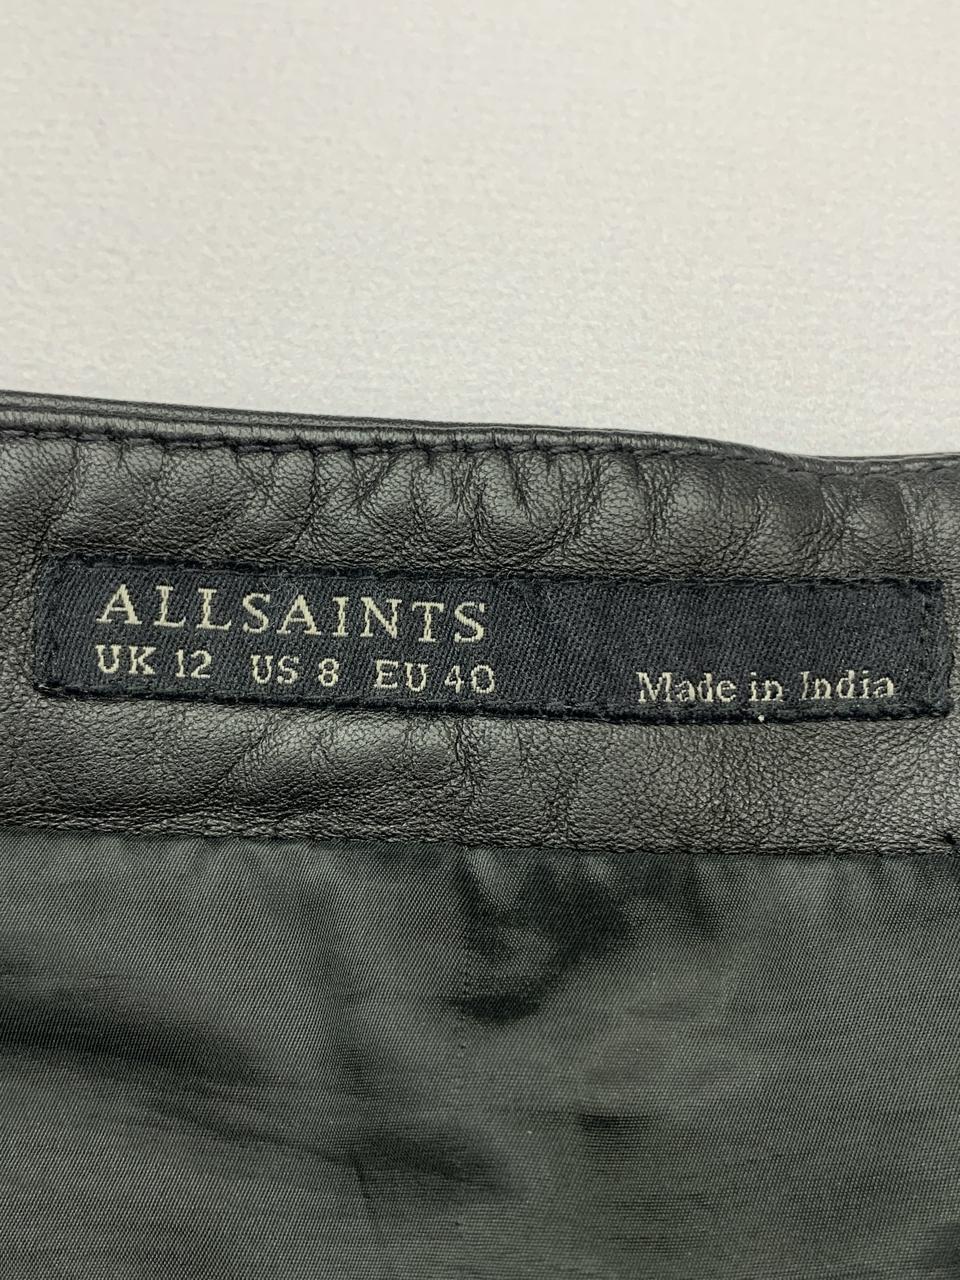 ALLSAINTS
UK 12 US 8 EU 40
Made in India